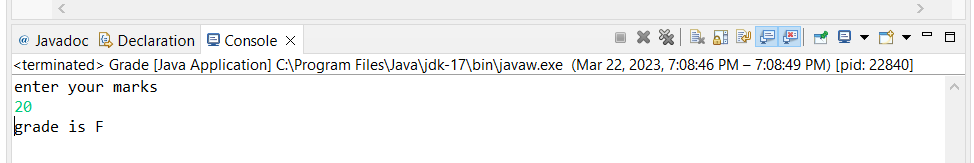 @ Javadoc Declaration Console
<terminated> Grade [Java Application] C:\Program Files\Java\jdk-17\bin\javaw.exe (Mar 22, 2023, 7:08:46 PM – 7:08:49 PM) [pid: 22840]
enter your marks
20
grade is F